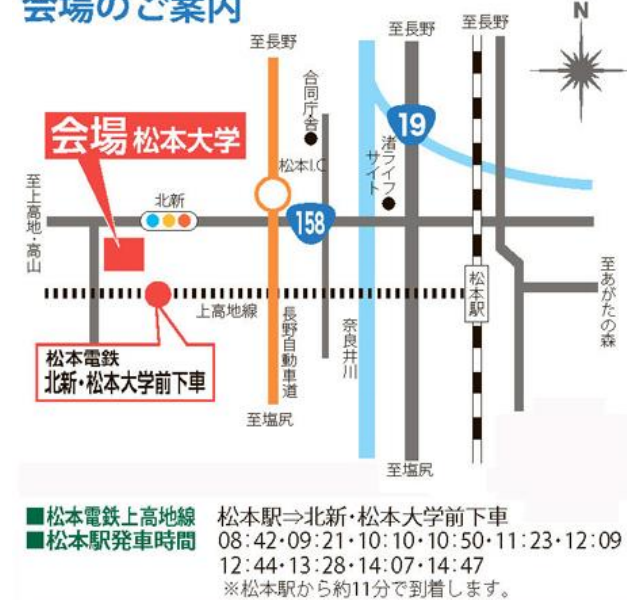 会場のご案内
N
至長野
至長野
至長野
合同庁舎
19
会場 松本大学
渚ライフサイト
松本I.C
至上高地・高山
北新
158
松本駅
至あがたの森
上高地線
長野自動車道
奈良井川
松本電鉄
北新・松本大学前下車
至塩尻
至塩尻
■松本電鉄上高地線 松本駅⇒北新・松本大学前下車
■松本駅発車時間 08:42・09:21・10:10・10:50・11:23・12:09
12:44・13:28・14:07・14:47
※松本駅から約11分で到着します。